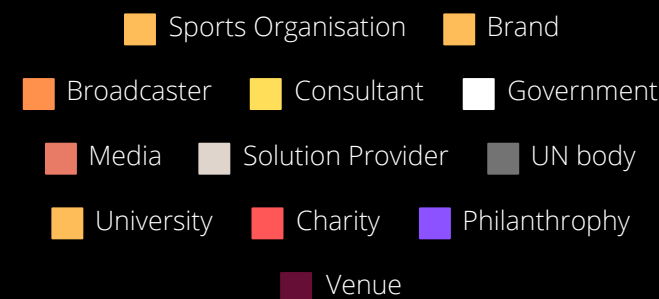 Sports Organisation Brand
Broadcaster Consultant Government
Media Solution Provider UN body
University Charity Philanthrophy
Venue